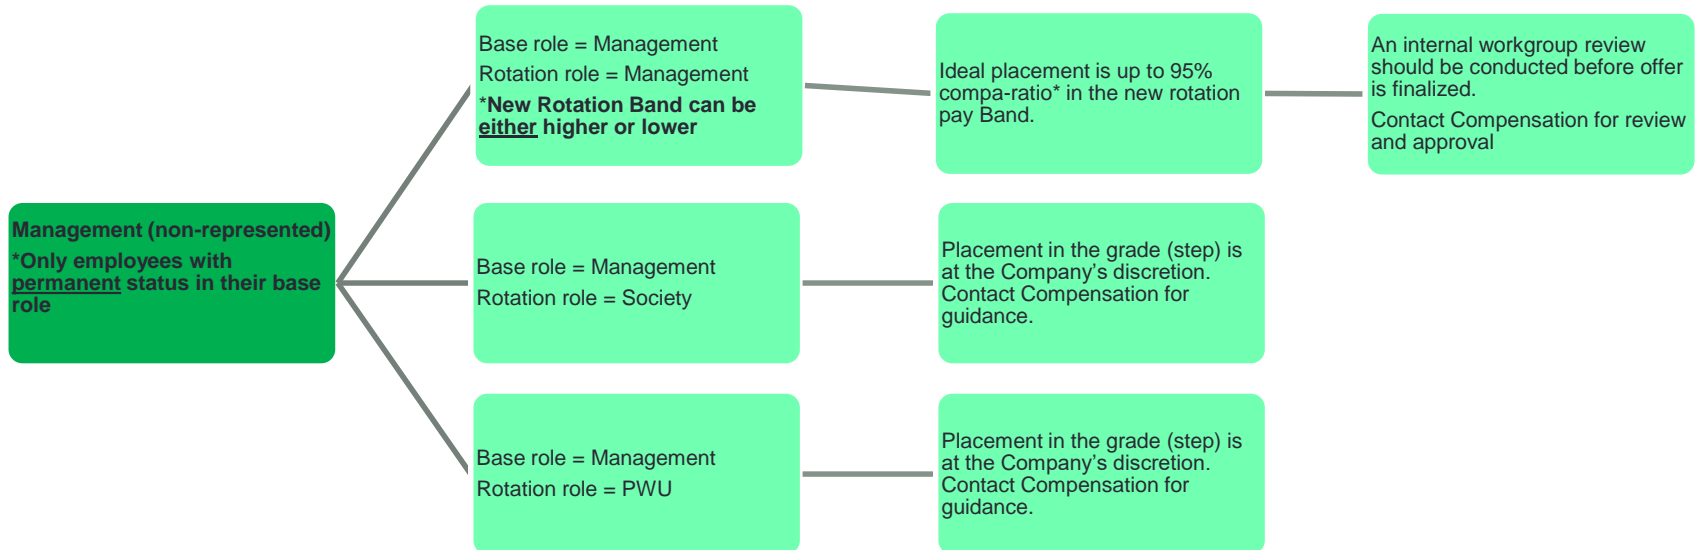 Management (non-represented)
*Only employees with
permanent status in their base
role
Base role = Management
Rotation role = Management
*New Rotation Band can be
either higher or lower
Ideal placement is up to 95%
compa-ratio* in the new rotation
pay Band.
An internal workgroup review
should be conducted before offer
is finalized.
Contact Compensation for review
and approval
Base role = Management
Rotation role = Society
Placement in the grade (step) is
at the Company’s discretion.
Contact Compensation for
guidance.
Base role = Management
Rotation role = PWU
Placement in the grade (step) is
at the Company’s discretion.
Contact Compensation for
guidance.